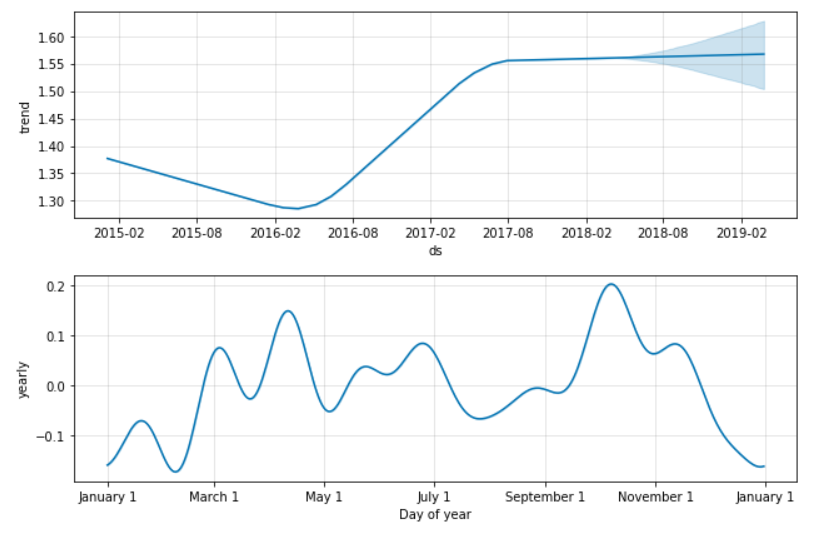 1.60
1.55
1.50
1.45
1.40
1.35
1.30
trend
2015-02 2015-08 2016-02 2016-08 2017-02 2017-08 2018-02 2018-08 2019-02
ds
0.2
0.1
0.0
−0.1
yearly
January 1 March 1 May 1 July 1 September 1 November 1 January 1
Day of year